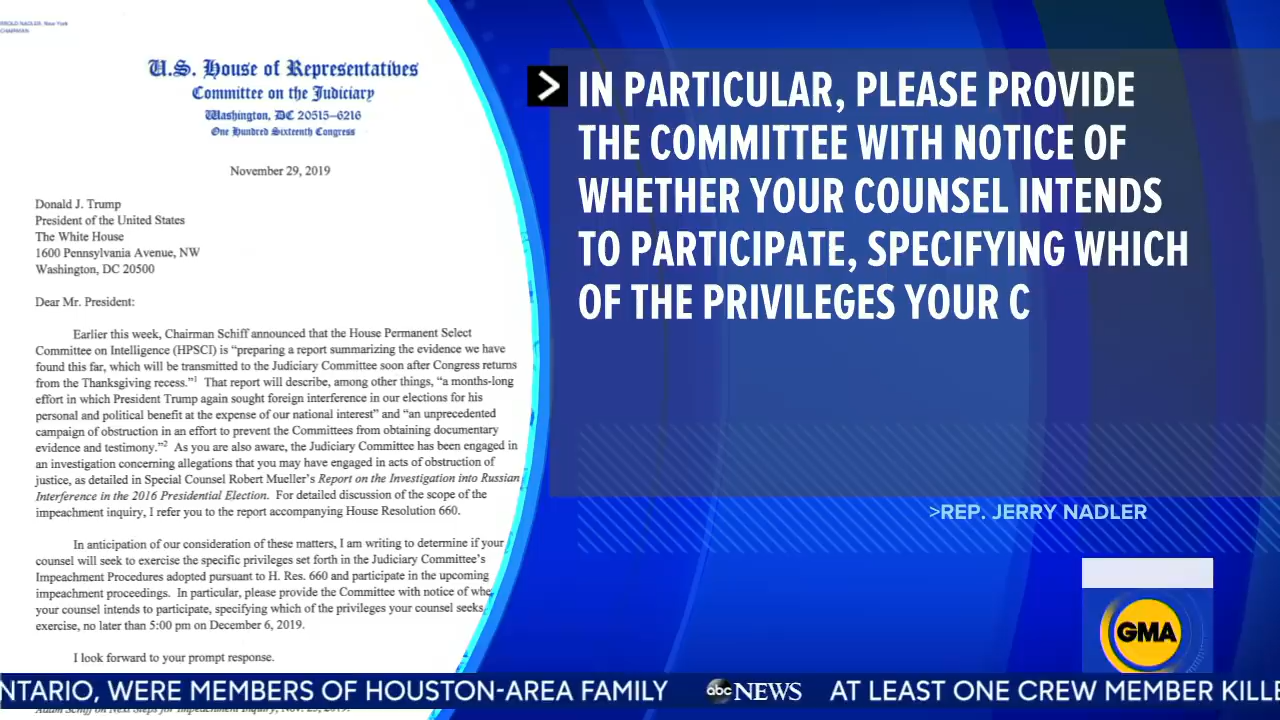 JERROLD NADLER, New York
CHAIRMAN
U.S. House of Representatives
Committee on the Judiciary
Washington, DC 20515–6216
One Hundred Sixteenth Congress
November 29, 2019
Donald J. Trump
President of the United States
The White House
1600 Pennsylvania Avenue, NW
Washington, DC 20500
Dear Mr. President:
Earlier this week, Chairman Schiff announced that the House Permanent Select
Committee on Intelligence (HPSCI) is “preparing a report summarizing the evidence we have
found this far, which will be transmitted to the Judiciary Committee soon after Congress returns
from the Thanksgiving recess.”1 That report will describe, among other things, “a months-long
effort in which President Trump again sought foreign interference in our elections for his
personal and political benefit at the expense of our national interest” and “an unprecedented
campaign of obstruction in an effort to prevent the Committees from obtaining documentary
evidence and testimony.”2 As you are also aware, the Judiciary Committee has been engaged in
an investigation concerning allegations that you may have engaged in acts of obstruction of
justice, as detailed in Special Counsel Robert Mueller’s Report on the Investigation into Russian
Interference in the 2016 Presidential Election. For detailed discussion of the scope of the
impeachment inquiry, I refer you to the report accompanying House Resolution 660.
In anticipation of our consideration of these matters, I am writing to determine if your
counsel will seek to exercise the specific privileges set forth in the Judiciary Committee’s
Impeachment Procedures adopted pursuant to H. Res. 660 and participate in the upcoming
impeachment proceedings. In particular, please provide the Committee with notice of whe
your counsel intends to participate, specifying which of the privileges your counsel seeks
exercise, no later than 5:00 pm on December 6, 2019.
I look forward to your prompt response.
> IN PARTICULAR, PLEASE PROVIDE
THE COMMITTEE WITH NOTICE OF
WHETHER YOUR COUNSEL INTENDS
TO PARTICIPATE, SPECIFYING WHICH
OF THE PRIVILEGES YOUR C
>REP. JERRY NADLER
GMA
NTARIO, WERE MEMBERS OF HOUSTON-AREA FAMILY abc NEWS AT LEAST ONE CREW MEMBER KILLE